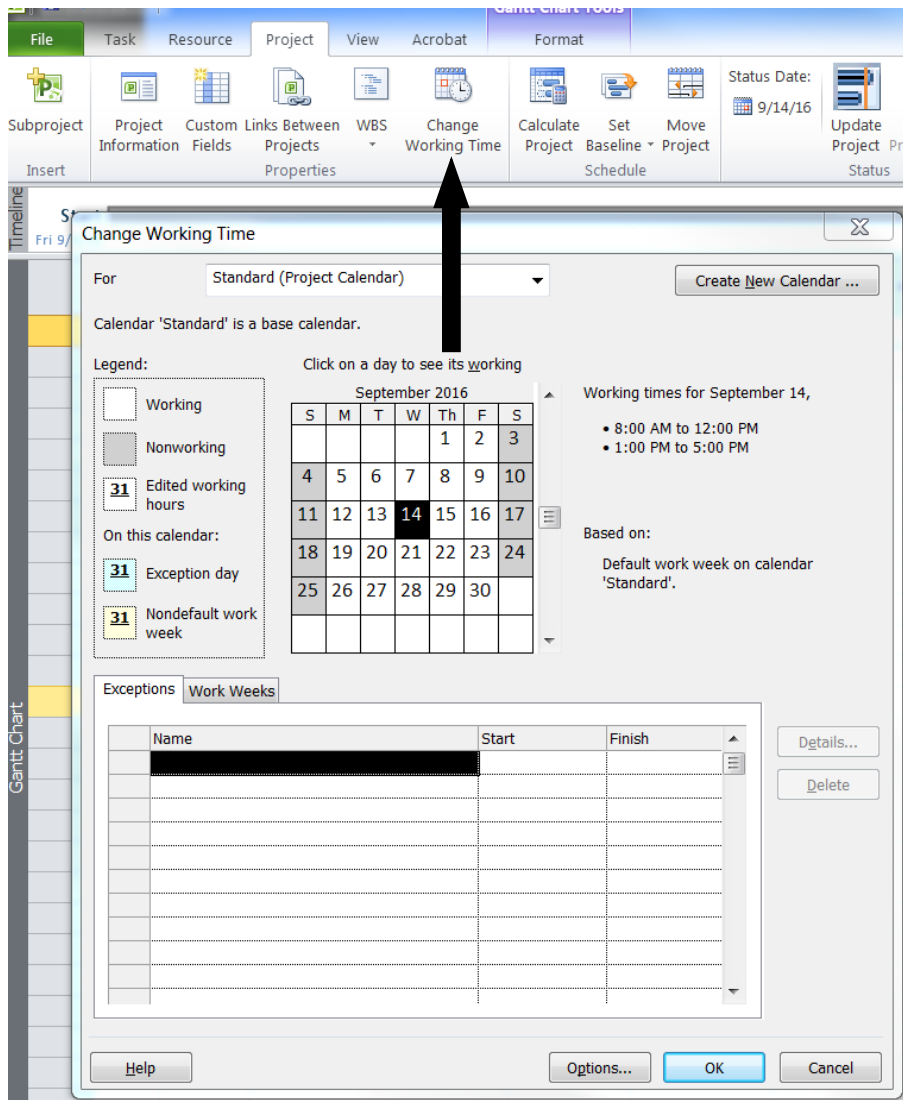 Gantt Chart Tools
File Task Resource Project View Acrobat Format
Subproject
Project Information
Custom Fields
Links Between Projects
WBS
Change Working Time
Calculate Project
Set Baseline
Move Project
Status Date:
9/14/16
Update Project
Insert Properties Schedule Status
Timeline
Fri 9/
Change Working Time
For Standard (Project Calendar) Create New Calendar ...
Calendar 'Standard' is a base calendar.
Legend:
Working
Nonworking
31 Edited working
hours
On this calendar:
31 Exception day
31 Nondefault work
week
Click on a day to see its working
September 2016
S M T W Th F S
1 2 3
4 5 6 7 8 9 10
11 12 13 14 15 16 17
18 19 20 21 22 23 24
25 26 27 28 29 30
Working times for September 14,
• 8:00 AM to 12:00 PM
• 1:00 PM to 5:00 PM
Based on:
Default work week on calendar
'Standard'.
Exceptions Work Weeks
Name Start Finish
Details...
Delete
Gantt Chart
Help Options... OK Cancel